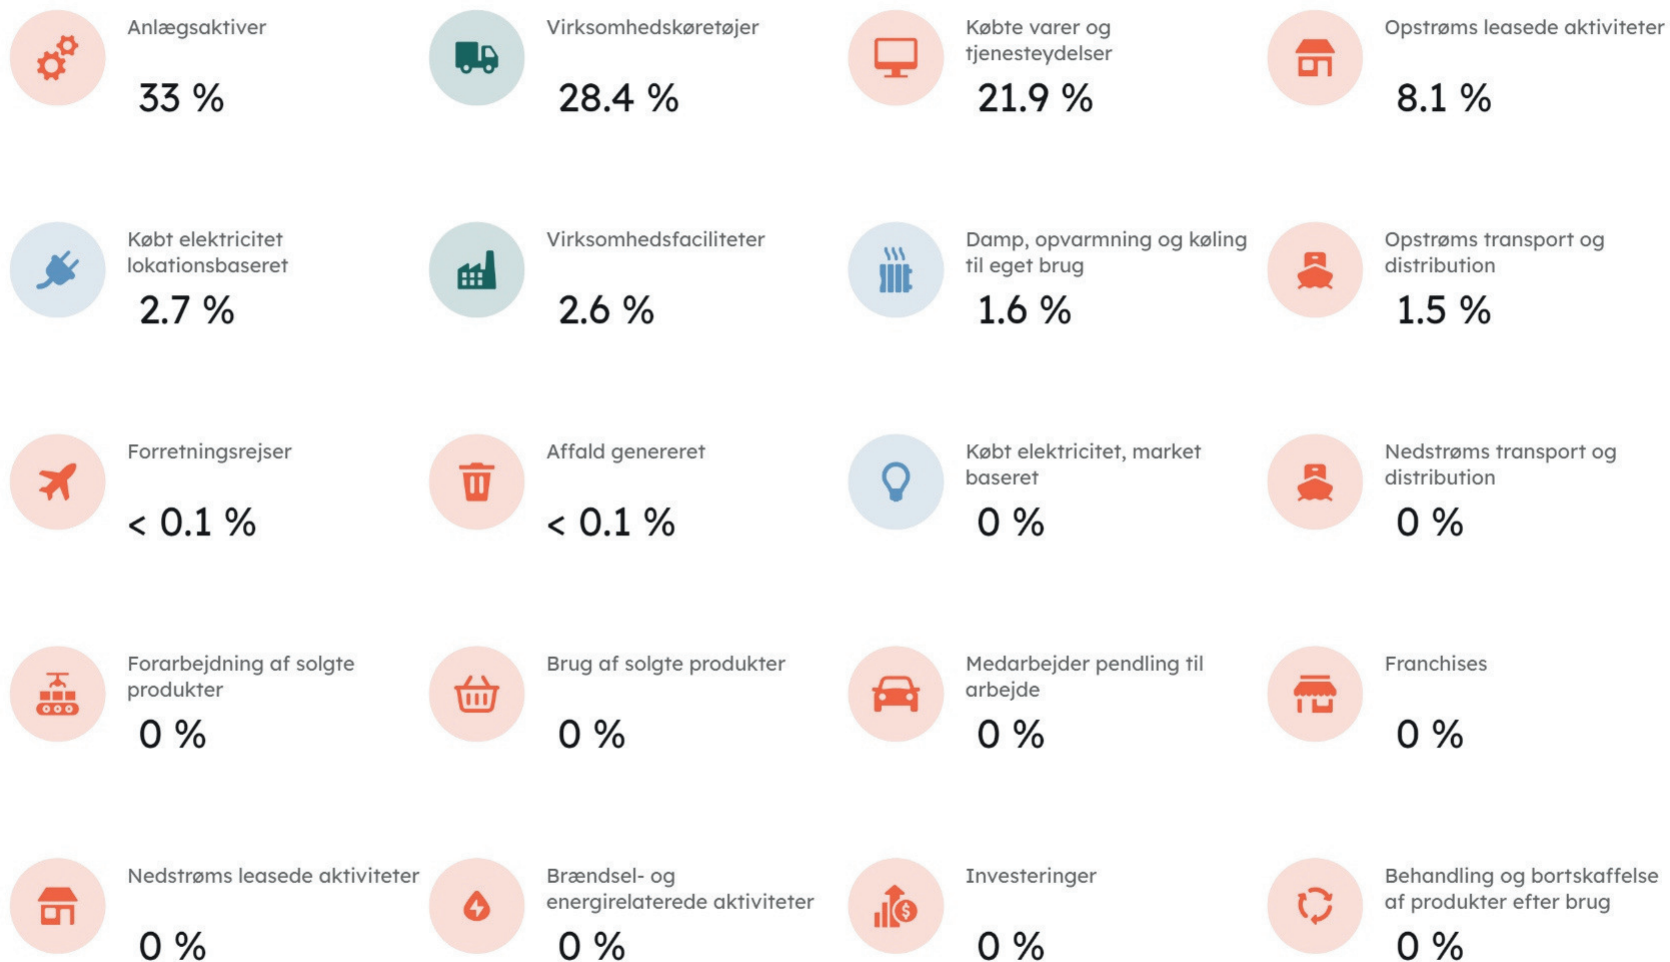 Anlægsaktiver
33 %
Virksomhedskøretøjer
28.4 %
Købte varer og
tjenesteydelser
21.9 %
Opstrøms leasede aktiviteter
8.1 %
Købt elektricitet
lokationsbaseret
2.7 %
Virksomhedsfaciliteter
2.6 %
Damp, opvarmning og køling
til eget brug
1.6 %
Opstrøms transport og
distribution
1.5 %
Forretningsrejser
< 0.1 %
Affald genereret
< 0.1 %
Købt elektricitet, market
baseret
0 %
Nedstrøms transport og
distribution
0 %
Forarbejdning af solgte
produkter
0 %
Brug af solgte produkter
0 %
Medarbejder pendling til
arbejde
0 %
Franchises
0 %
Nedstrøms leasede aktiviteter
0 %
Brændsel- og
energirelaterede aktiviteter
0 %
Investeringer
0 %
Behandling og bortskaffelse
af produkter efter brug
0 %